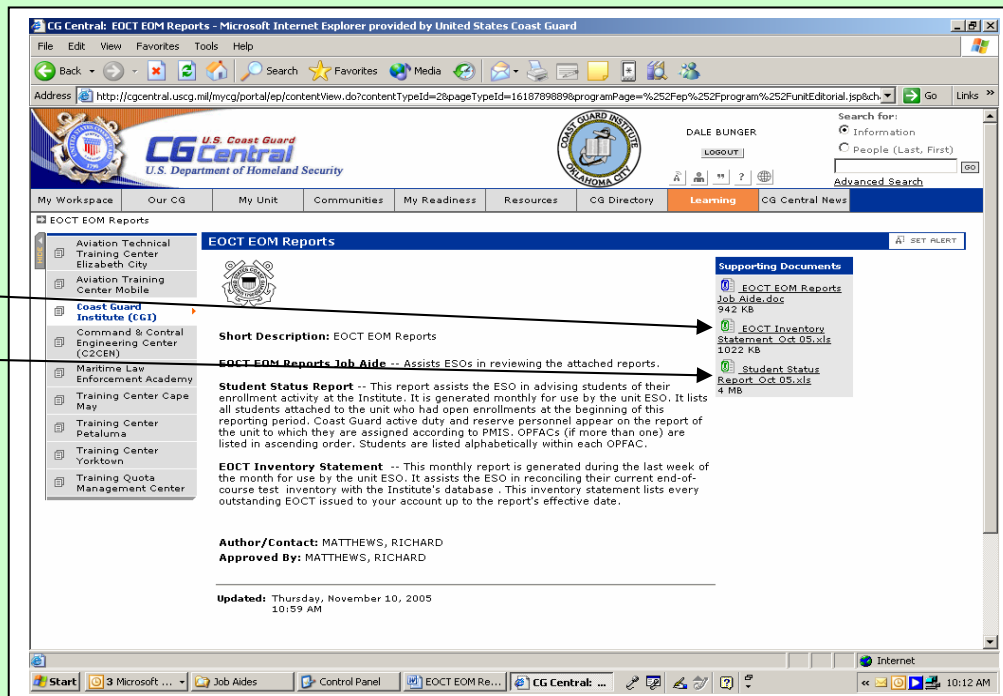 CG Central: EOCT EOM Reports - Microsoft Internet Explorer provided by United States Coast Guard
File Edit View Favorites Tools Help
Back Search Favorites Media
Address http://cgcentral.uscg.mil/mycg/portal/ep/contentView.do?contentTypeId=2&pageTypeId=16187898898programPage=%252Fep%252Fprogram%252FunitEditorial.jsp&ch Go Links »
U.S. Coast Guard
CG Central
U.S. Department of Homeland Security
COAST GUARD INSTITUTE
OKLAHOMA CITY
DALE BUNGER
LOGOUT
Search for:
Information
People (Last, First)
GO
Advanced Search
My Workspace Our CG My Unit Communities My Readiness Resources CG Directory Learning CG Central News
EOCT EOM Reports
HIDE
Aviation Technical
Training Center
Elizabeth City
Aviation Training
Center Mobile
Coast Guard
Institute (CGI)
Command & Contral
Engineering Center
(C2CEN)
Maritime Law
Enforcement Academy
Training Center Cape
May
Training Center
Petaluma
Training Center
Yorktown
Training Quota
Management Center
EOCT EOM Reports
SET ALERT
Short Description: EOCT EOM Reports
EOCT EOM Reports Job Aide -- Assists ESOs in reviewing the attached reports.
Student Status Report -- This report assists the ESO in advising students of their
enrollment activity at the Institute. It is generated monthly for use by the unit ESO. It lists
all students attached to the unit who had open enrollments at the beginning of this
reporting period. Coast Guard active duty and reserve personnel appear on the report of
the unit to which they are assigned according to PMIS. OPFACs (if more than one) are
listed in ascending order. Students are listed alphabetically within each OPFAC.
EOCT Inventory Statement -- This monthly report is generated during the last week of
the month for use by the unit ESO. It assists the ESO in reconciling their current end-of-
course test inventory with the Institute's database . This inventory statement lists every
outstanding EOCT issued to your account up to the report's effective date.
Author/Contact: MATTHEWS, RICHARD
Approved By: MATTHEWS, RICHARD
Updated: Thursday, November 10, 2005
10:59 AM
Supporting Documents
EOCT EOM Reports
Job Aide.doc
942 KB
EOCT Inventory
Statement Oct 05.xls
1022 KB
Student Status
Report Oct 05.xls
4 MB
Internet
Start 3 Microsoft ... Job Aides Control Panel EOCT EOM Re... CG Central: ... « 10:12 AM